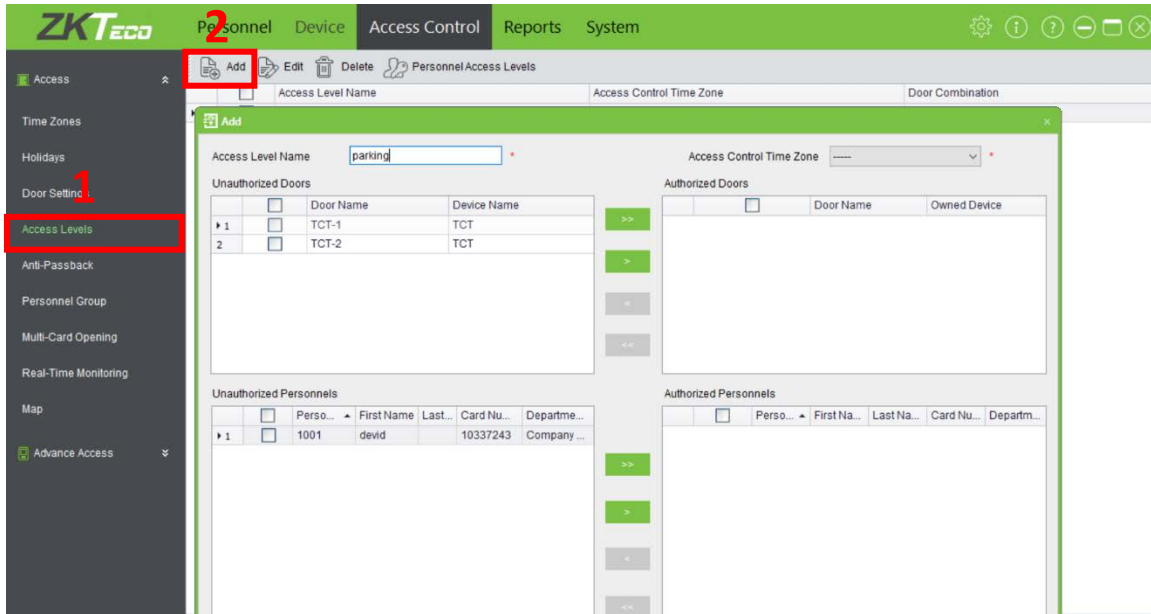 ZKTeco Personnel Device Access Control Reports System
2
Add Edit Delete Personnel Access Levels
Access
Access Level Name Access Control Time Zone Door Combination
Time Zones
Holidays
Door Settings
1
Access Levels
Anti-Passback
Personnel Group
Multi-Card Opening
Real-Time Monitoring
Map
Advance Access
Add ×
Access Level Name parking * Access Control Time Zone ----- *
Unauthorized Doors Authorized Doors
Door Name Device Name Door Name Owned Device
1 TCT-1 TCT
2 TCT-2 TCT
>>
>
<
<<
Unauthorized Personnels Authorized Personnels
Perso... First Name Last... Card Nu... Departme... Perso... First Na... Last Na... Card Nu... Departm...
1 1001 devid 10337243 Company ...
>>
>
<
<<